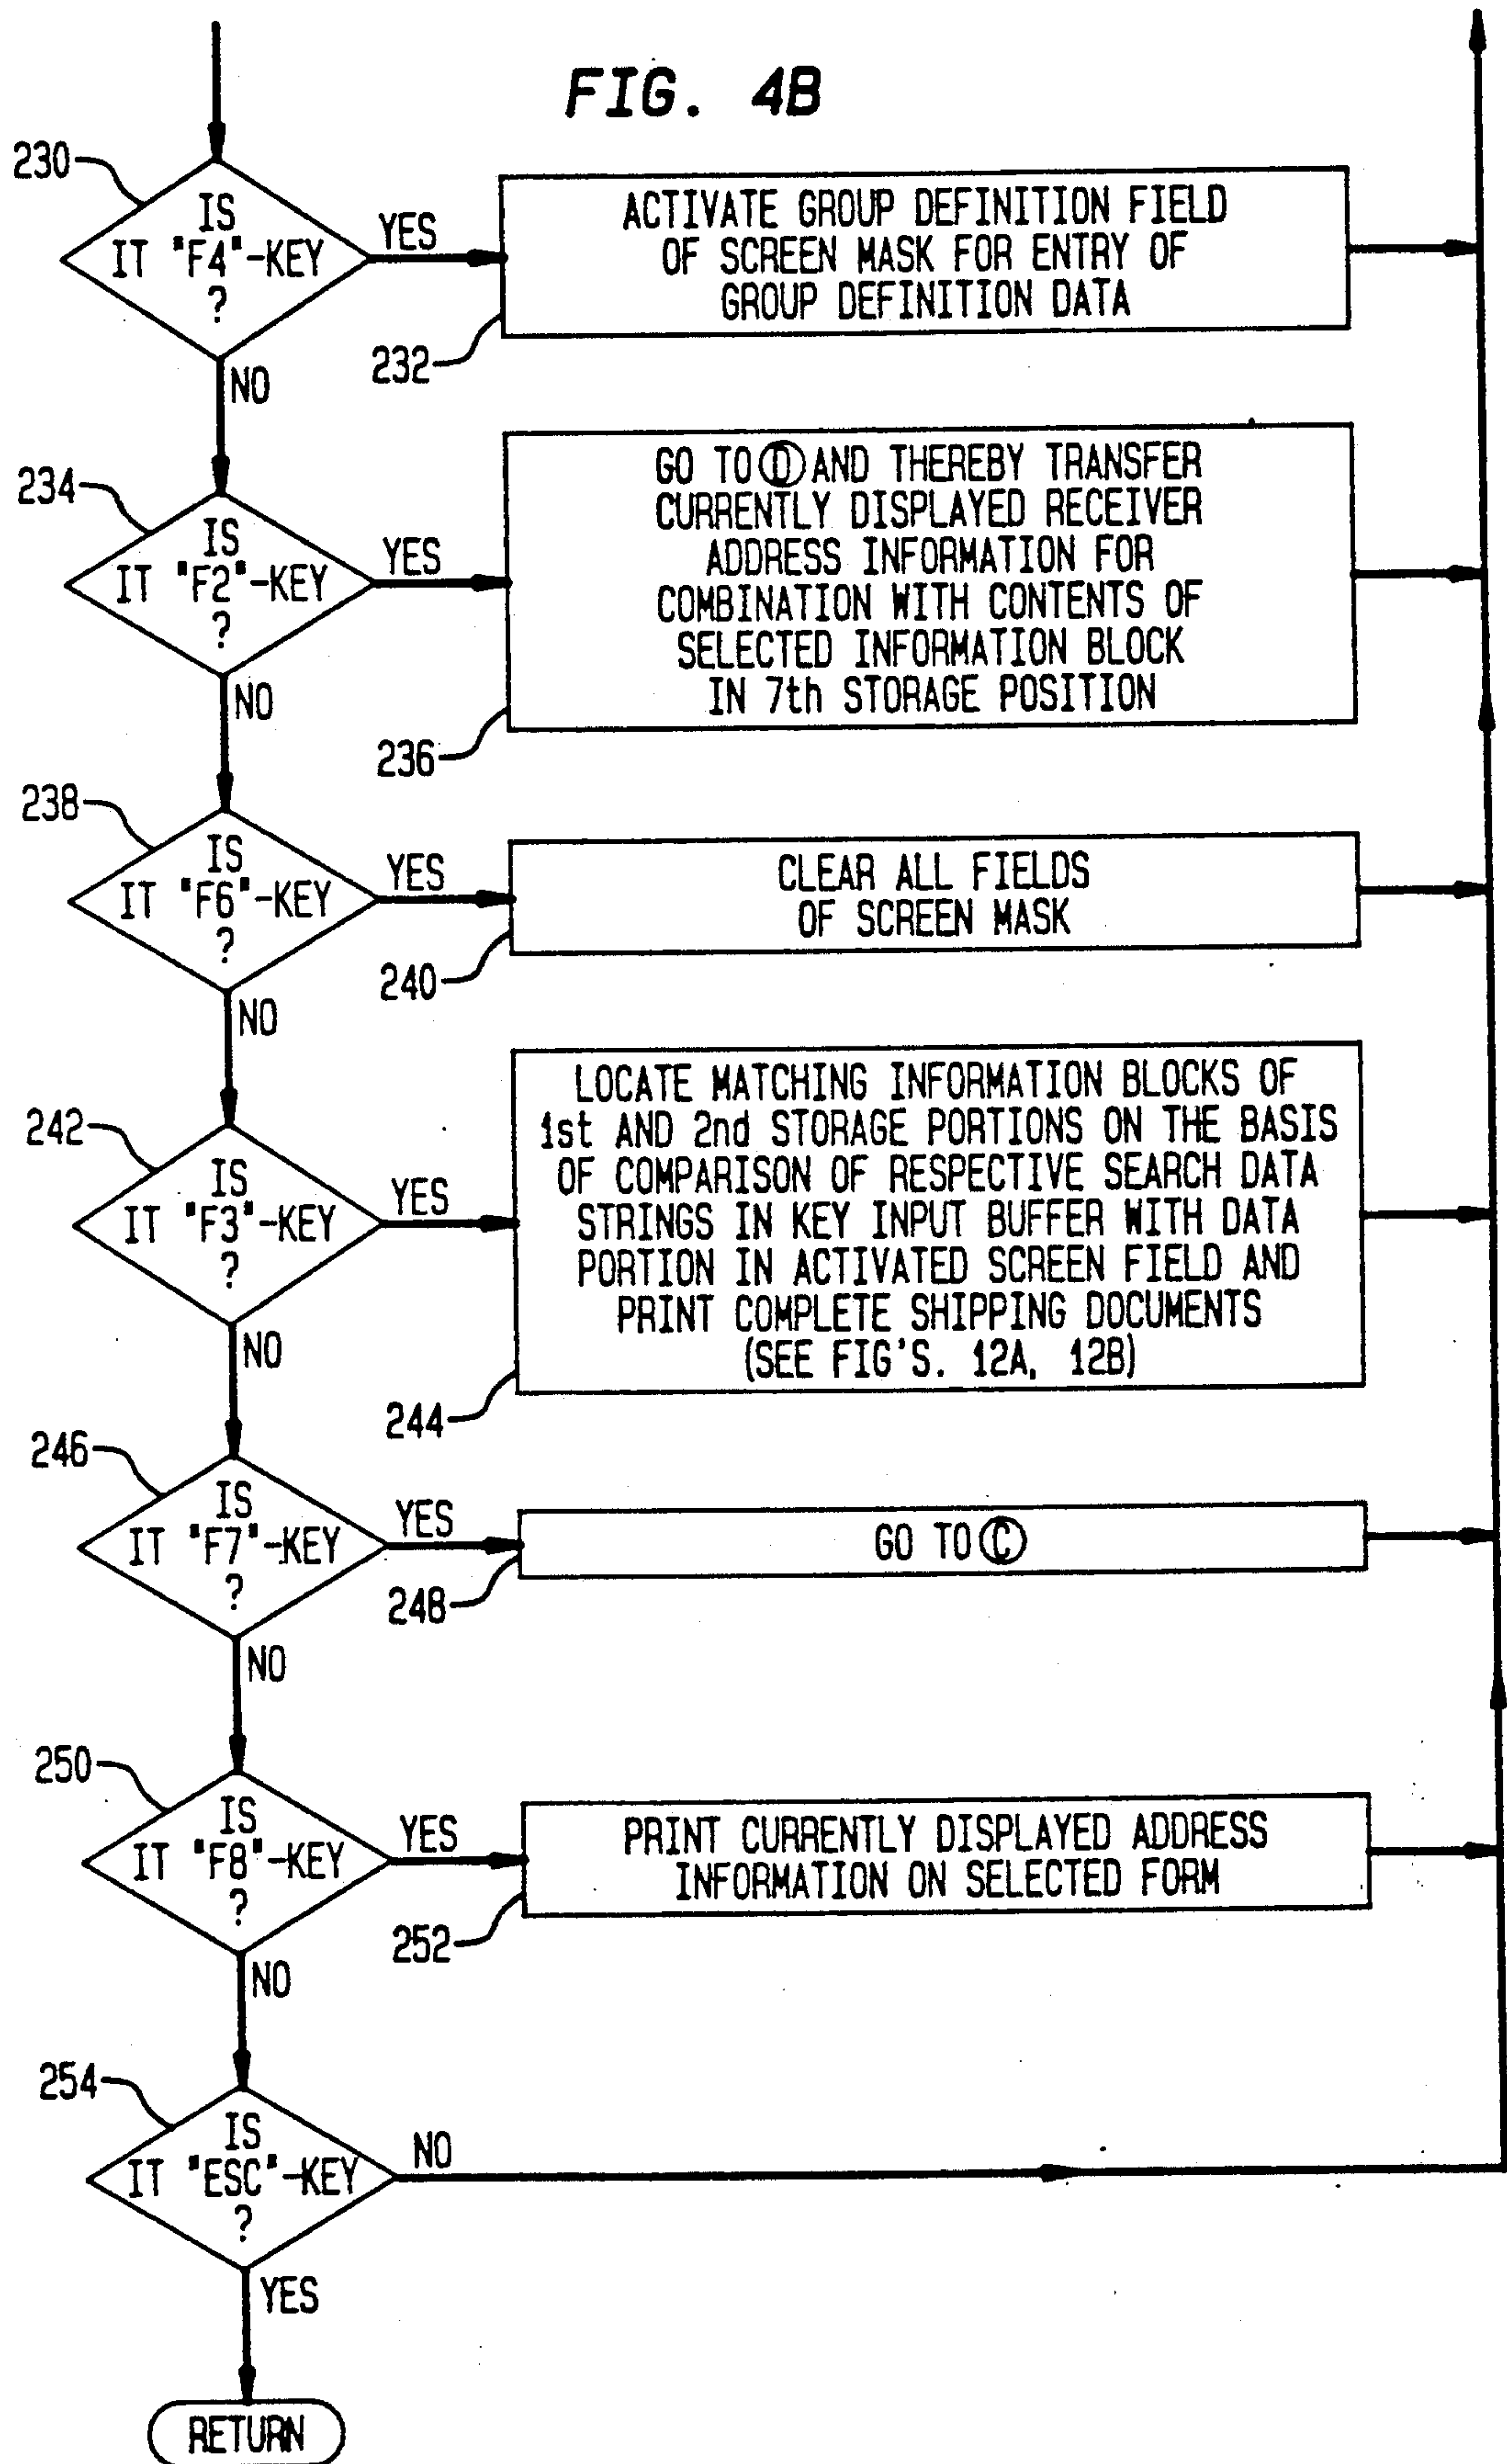 FIG. 4B
230
IS
IT "F4"-KEY
?
YES
NO
ACTIVATE GROUP DEFINITION FIELD
OF SCREEN MASK FOR ENTRY OF
GROUP DEFINITION DATA
232
234
IS
IT "F2"-KEY
?
YES
NO
GO TO D AND THEREBY TRANSFER
CURRENTLY DISPLAYED RECEIVER
ADDRESS INFORMATION FOR
COMBINATION WITH CONTENTS OF
SELECTED INFORMATION BLOCK
IN 7th STORAGE POSITION
236
238
IS
IT "F6"-KEY
?
YES
NO
CLEAR ALL FIELDS
OF SCREEN MASK
240
242
IS
IT "F3"-KEY
?
YES
NO
LOCATE MATCHING INFORMATION BLOCKS OF
1st AND 2nd STORAGE PORTIONS ON THE BASIS
OF COMPARISON OF RESPECTIVE SEARCH DATA
STRINGS IN KEY INPUT BUFFER WITH DATA
PORTION IN ACTIVATED SCREEN FIELD AND
PRINT COMPLETE SHIPPING DOCUMENTS
(SEE FIG'S. 12A, 12B)
244
246
IS
IT "F7"-KEY
?
YES
NO
GO TO C
248
250
IS
IT "F8"-KEY
?
YES
NO
PRINT CURRENTLY DISPLAYED ADDRESS
INFORMATION ON SELECTED FORM
252
254
IS
IT "ESC"-KEY
?
NO
YES
RETURN